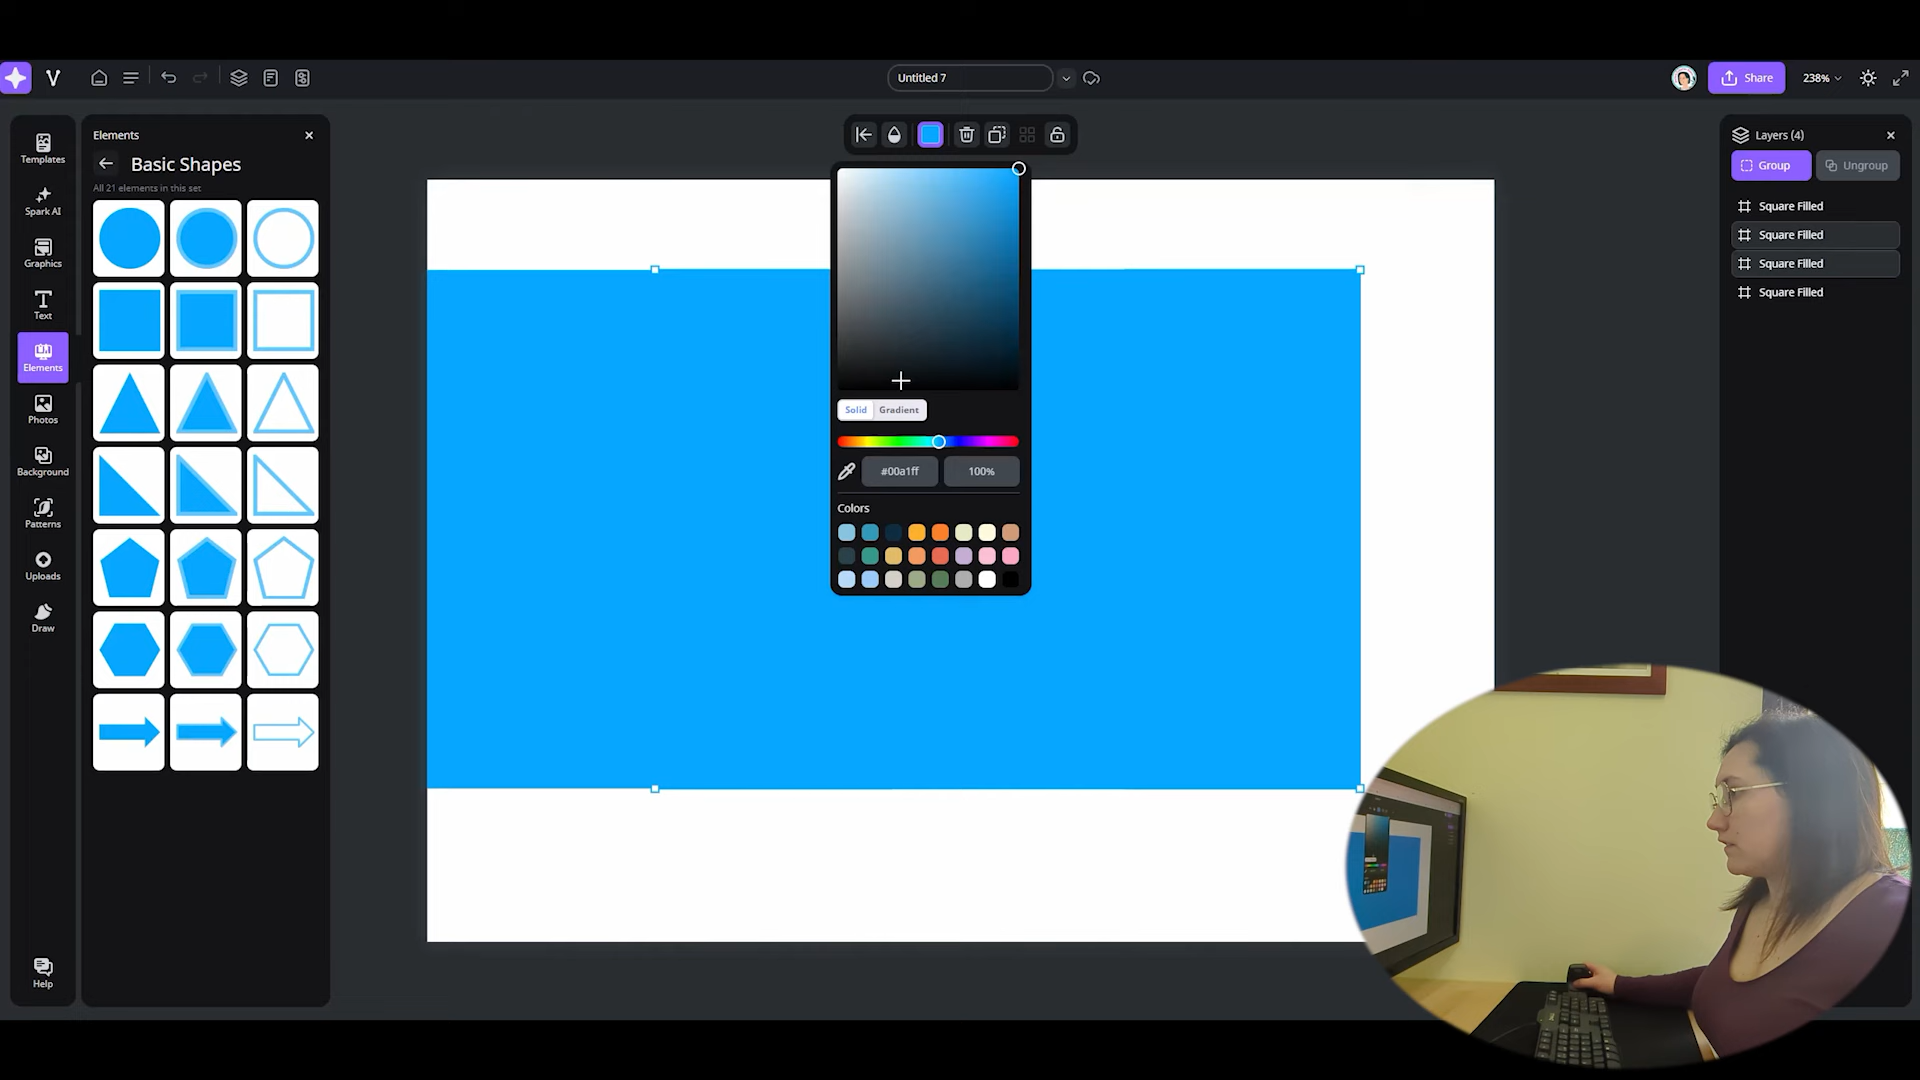 Untitled 7
Share
238%
Templates
Spark AI
Graphics
Text
Elements
Photos
Background
Patterns
Uploads
Draw
Help
Elements
Basic Shapes
All 21 elements in this set
Solid
Gradient
#00a1ff
100%
Colors
Layers (4)
Group
Ungroup
Square Filled
Square Filled
Square Filled
Square Filled